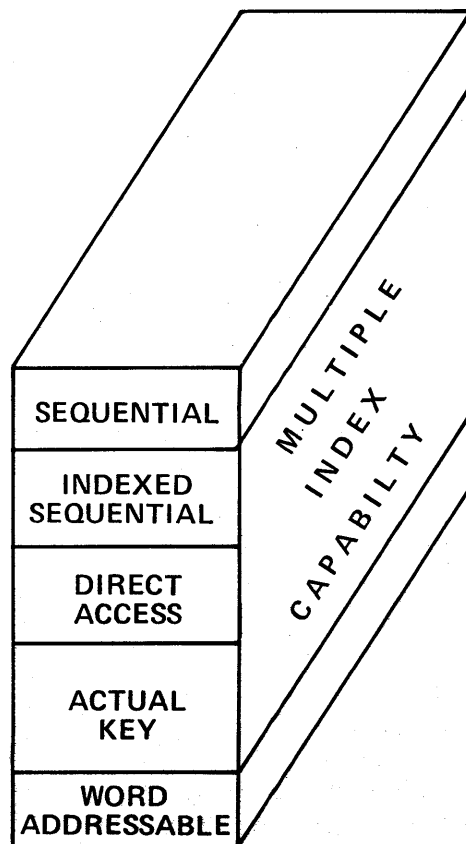 SEQUENTIAL
INDEXED
SEQUENTIAL
DIRECT
ACCESS
ACTUAL
KEY
WORD
ADDRESSABLE
MULTIPLE
INDEX
CAPABILTY